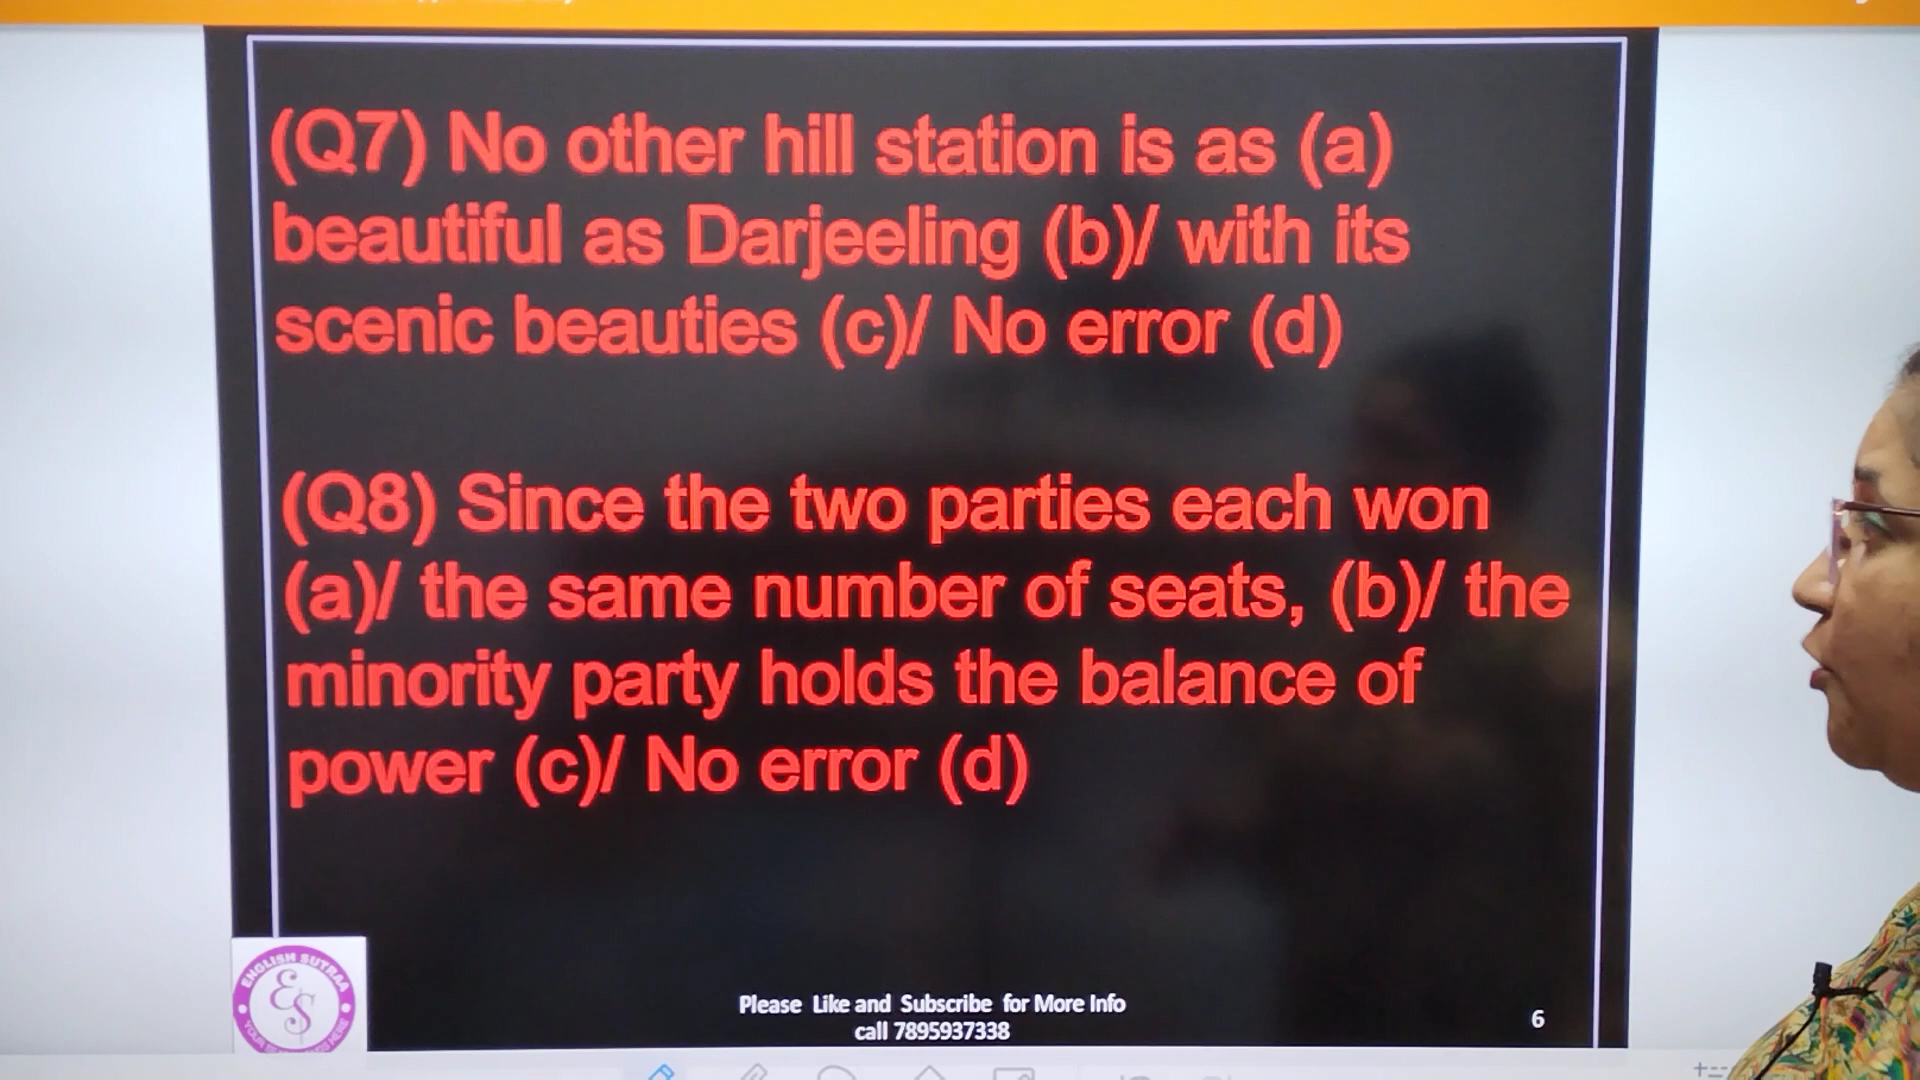 (Q7) No other hill station is as (a)
beautiful as Darjeeling (b)/ with its
scenic beauties (c)/ No error (d)
(Q8) Since the two parties each won
(a)/ the same number of seats, (b)/ the
minority party holds the balance of
power (c)/ No error (d)
ENGLISH SUTRAA
ES
Please Like and Subscribe for More Info
call 7895937338
6